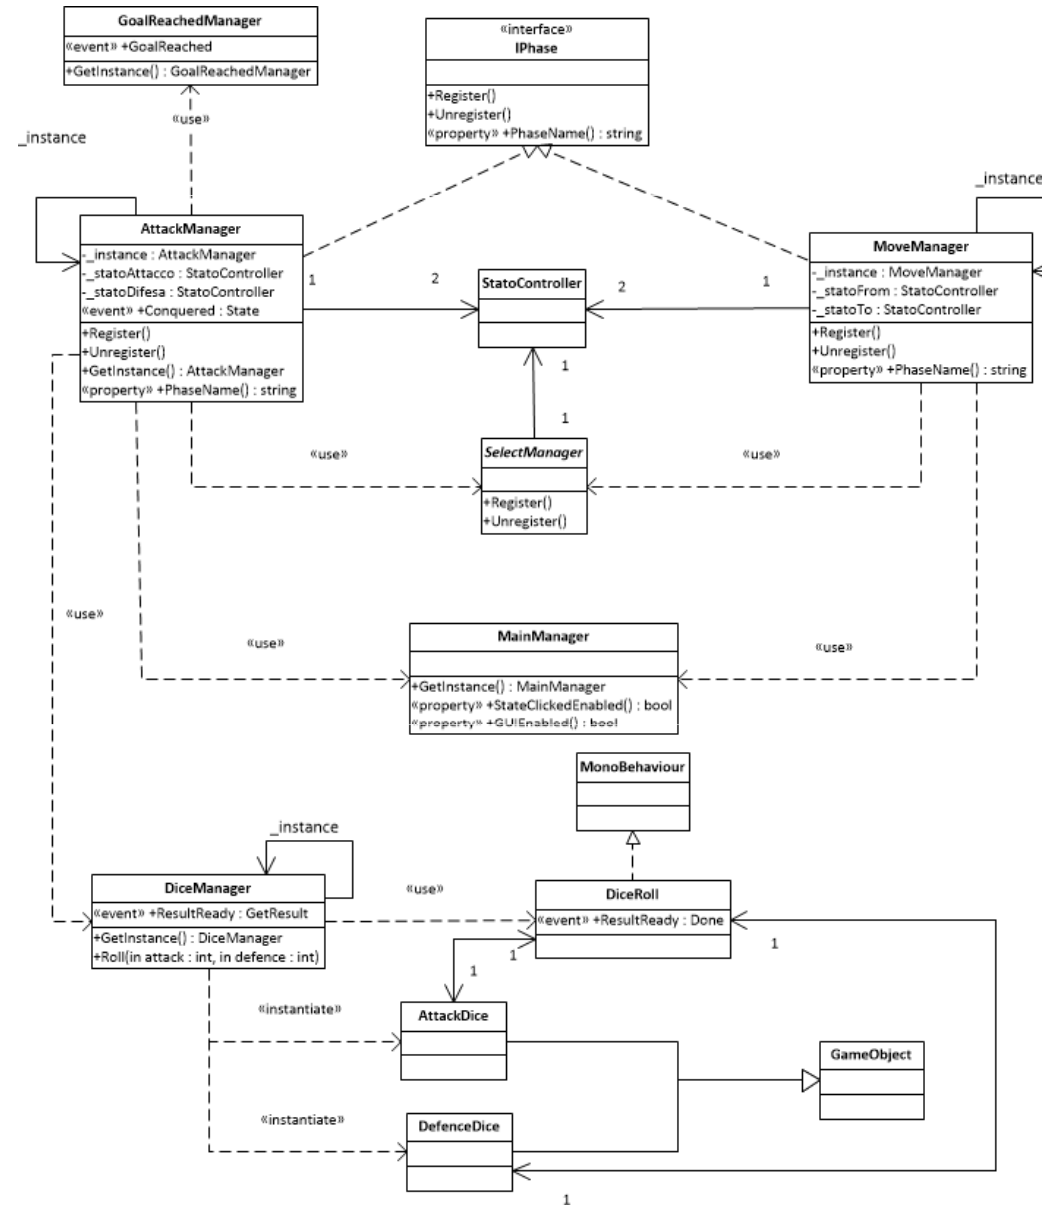 GoalReachedManager
«event» +GoalReached
+GetInstance() : GoalReachedManager
«interface»
IPhase
+Register()
+Unregister()
«property» +PhaseName() : string
«use»
_instance
_instance
AttackManager
-_instance : AttackManager
-_statoAttacco : StatoController
-_statoDifesa : StatoController
«event» +Conquered : State
+Register()
+Unregister()
+GetInstance() : AttackManager
«property» +PhaseName() : string
1
2
StatoController
2
1
MoveManager
-_instance : MoveManager
-_statoFrom : StatoController
-_statoTo : StatoController
+Register()
+Unregister()
«property» +PhaseName() : string
1
1
«use»
SelectManager
+Register()
+Unregister()
«use»
«use»
«use»
MainManager
+GetInstance() : MainManager
«property» +StateClickedEnabled() : bool
«property» +GUIEnabled() : bool
«use»
MonoBehaviour
_instance
DiceManager
«event» +ResultReady : GetResult
+GetInstance() : DiceManager
+Roll(in attack : int, in defence : int)
«use»
DiceRoll
«event» +ResultReady : Done
1
1
1
«instantiate»
AttackDice
GameObject
«instantiate»
DefenceDice
1